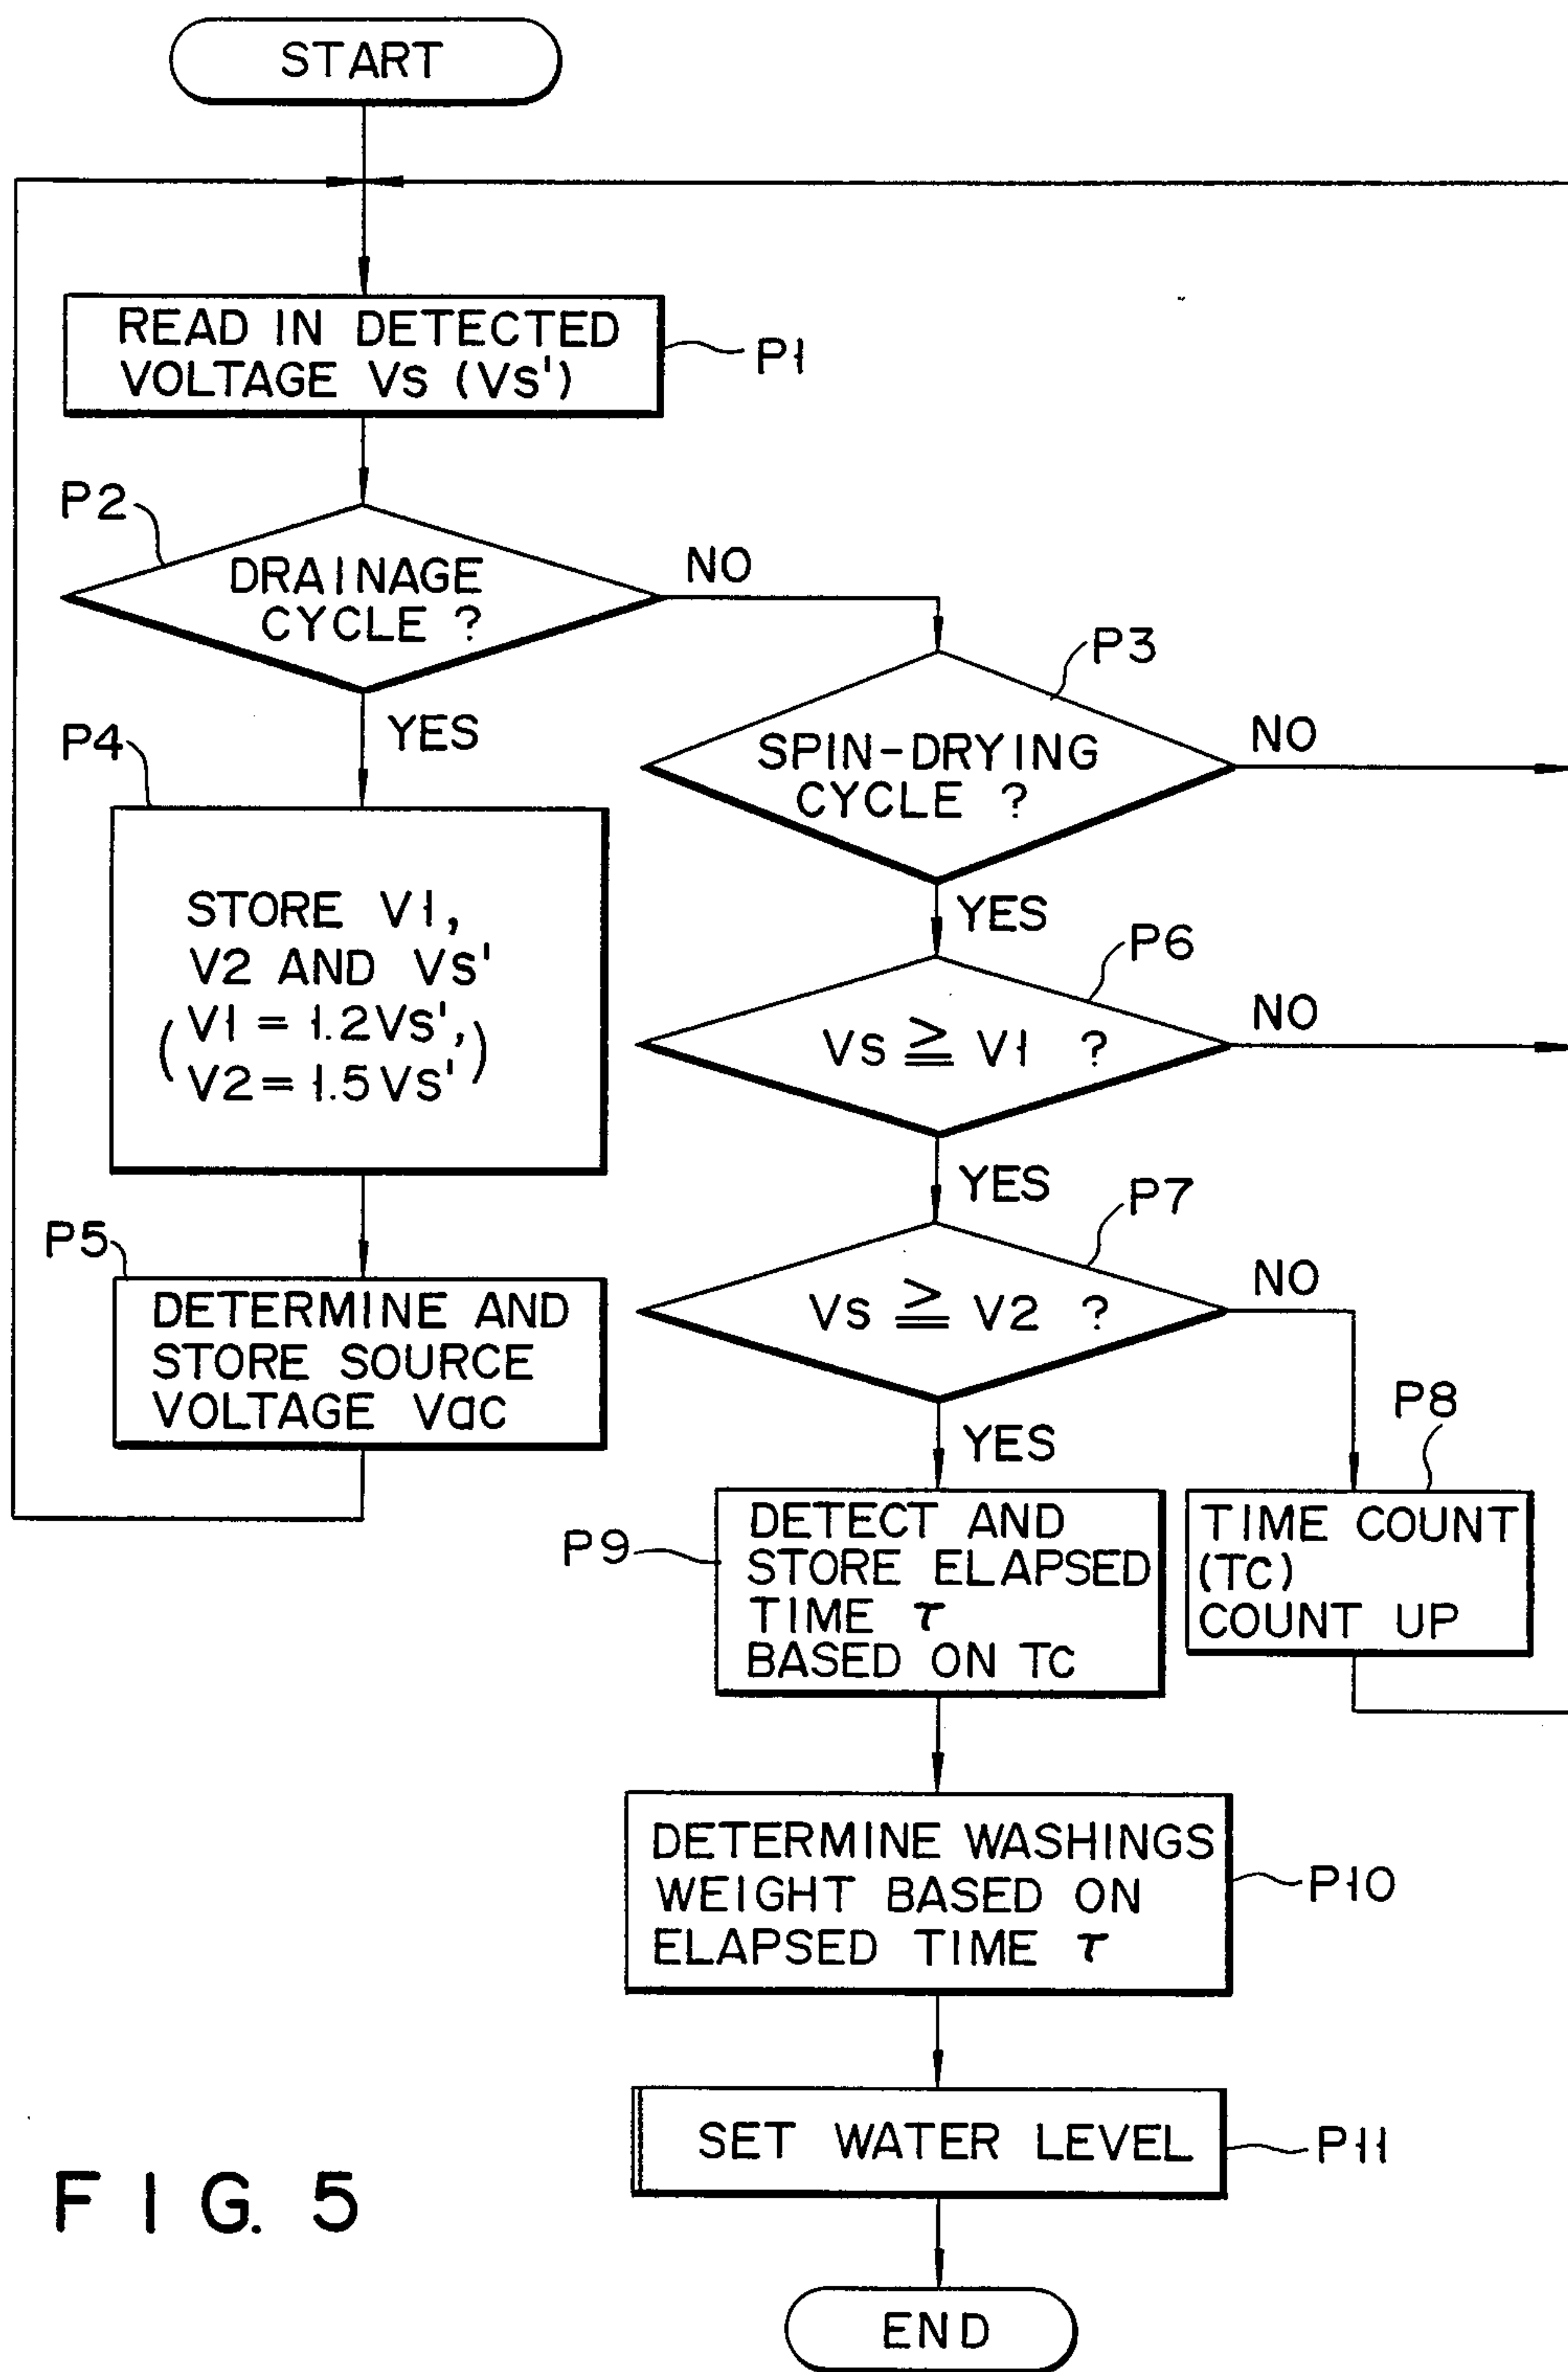 START
READ IN DETECTED
VOLTAGE Vs (Vs')
P1
P2
DRAINAGE
CYCLE ?
NO
YES
P3
SPIN-DRYING
CYCLE ?
NO
YES
P4
STORE V1,
V2 AND Vs'
(V1 = 1.2Vs',
V2 = 1.5Vs')
P5
DETERMINE AND
STORE SOURCE
VOLTAGE Vac
P6
Vs ≧ V1 ?
NO
YES
P7
Vs ≧ V2 ?
NO
YES
P8
TIME COUNT
(Tc)
COUNT UP
P9
DETECT AND
STORE ELAPSED
TIME τ
BASED ON Tc
DETERMINE WASHINGS
WEIGHT BASED ON
ELAPSED TIME τ
P10
SET WATER LEVEL
P11
END
FIG. 5